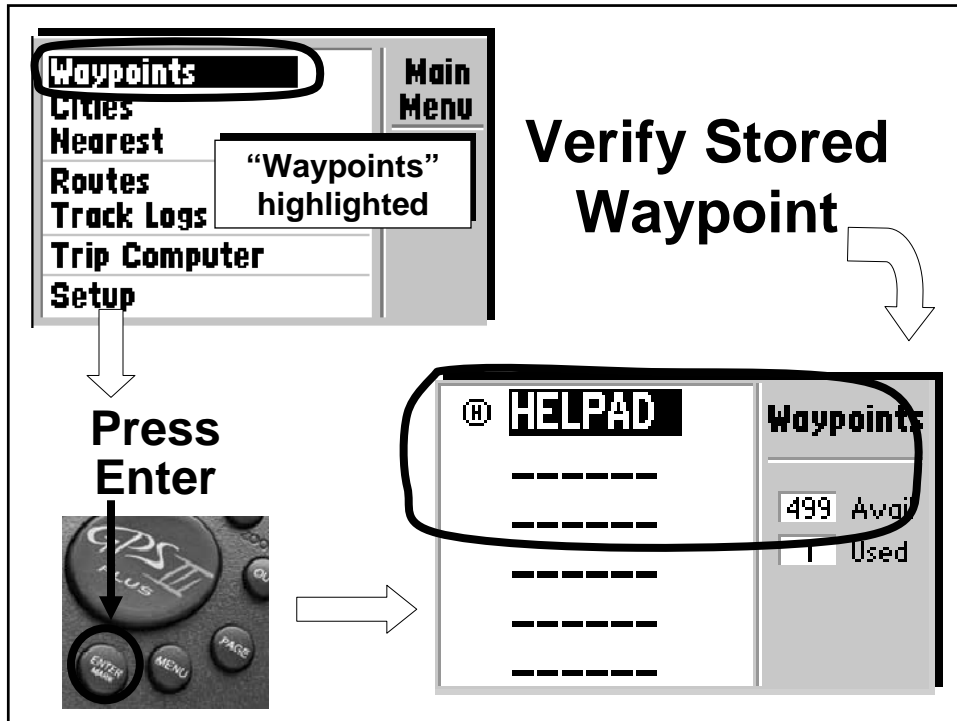 Waypoints
Cities
Nearest
Routes
Track Logs
Trip Computer
Setup
Main
Menu
“Waypoints”
highlighted
Verify Stored
Waypoint
Press
Enter
GPS III
PLUS
ENTER
MARK
MENU
PAGE
H HELPAD
------
------
------
------
------
Waypoints
499 Avail
1 Used